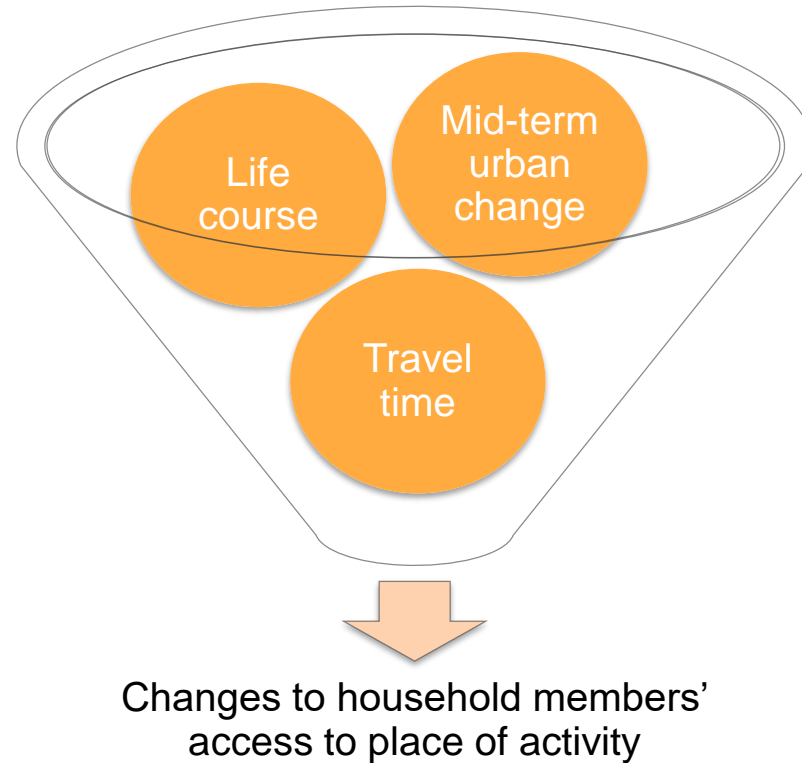 Life
course
Mid-term
urban
change
Travel
time
Changes to household members’
access to place of activity